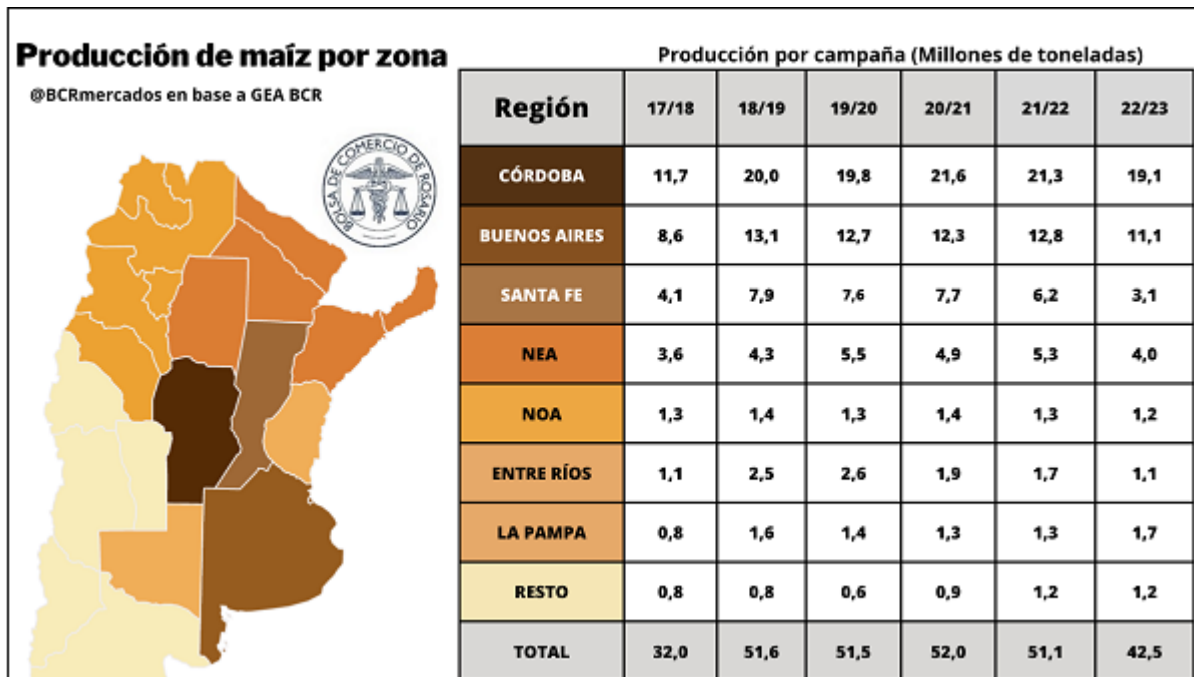 Producción de maíz por zona
@BCRmercados en base a GEA BCR
BOLSA DE COMERCIO DE ROSARIO
Producción por campaña (Millones de toneladas)
Región 17/18 18/19 19/20 20/21 21/22 22/23
CÓRDOBA 11,7 20,0 19,8 21,6 21,3 19,1
BUENOS AIRES 8,6 13,1 12,7 12,3 12,8 11,1
SANTA FE 4,1 7,9 7,6 7,7 6,2 3,1
NEA 3,6 4,3 5,5 4,9 5,3 4,0
NOA 1,3 1,4 1,3 1,4 1,3 1,2
ENTRE RÍOS 1,1 2,5 2,6 1,9 1,7 1,1
LA PAMPA 0,8 1,6 1,4 1,3 1,3 1,7
RESTO 0,8 0,8 0,6 0,9 1,2 1,2
TOTAL 32,0 51,6 51,5 52,0 51,1 42,5